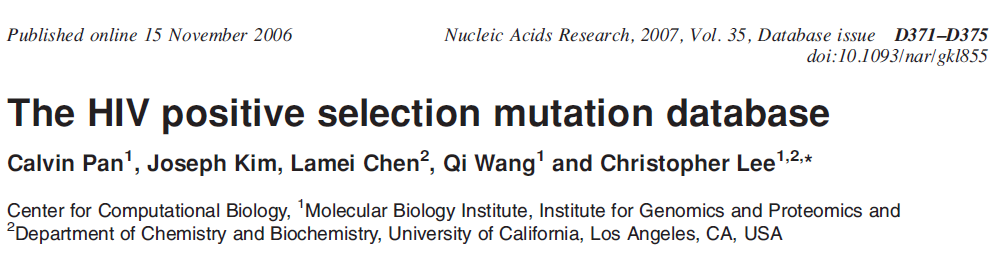 Published online 15 November 2006 Nucleic Acids Research, 2007, Vol. 35, Database issue D371–D375
doi:10.1093/nar/gkl855
The HIV positive selection mutation database
Calvin Pan1, Joseph Kim, Lamei Chen2, Qi Wang1 and Christopher Lee1,2,*
Center for Computational Biology, 1Molecular Biology Institute, Institute for Genomics and Proteomics and
2Department of Chemistry and Biochemistry, University of California, Los Angeles, CA, USA